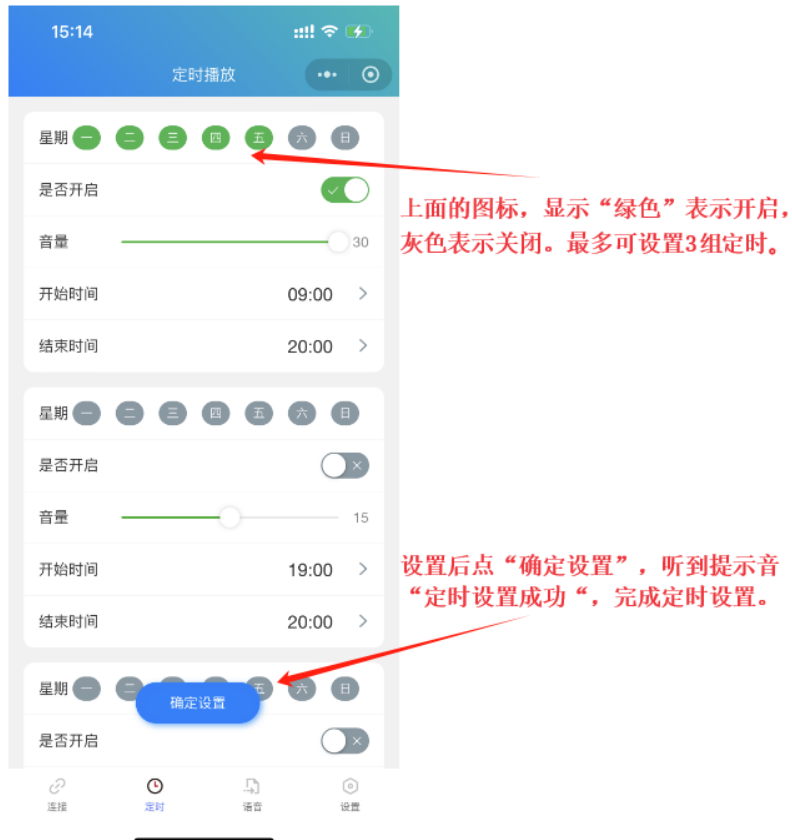 15:14
定时播放
星期 一 二 三 四 五 六 日
是否开启
音量 30
开始时间 09:00
结束时间 20:00
上面的图标，显示“绿色”表示开启，
灰色表示关闭。最多可设置3组定时。
星期 一 二 三 四 五 六 日
是否开启
音量 15
开始时间 19:00
结束时间 20:00
设置后点“确定设置”，听到提示音
“定时设置成功“，完成定时设置。
星期 一 二 五 六 日
确定设置
是否开启
连接 定时 语音 设置